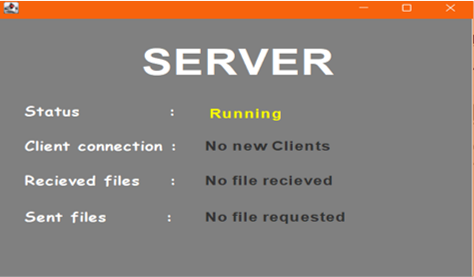 SERVER
Status : Running
Client connection : No new Clients
Recieved files : No file recieved
Sent files : No file requested